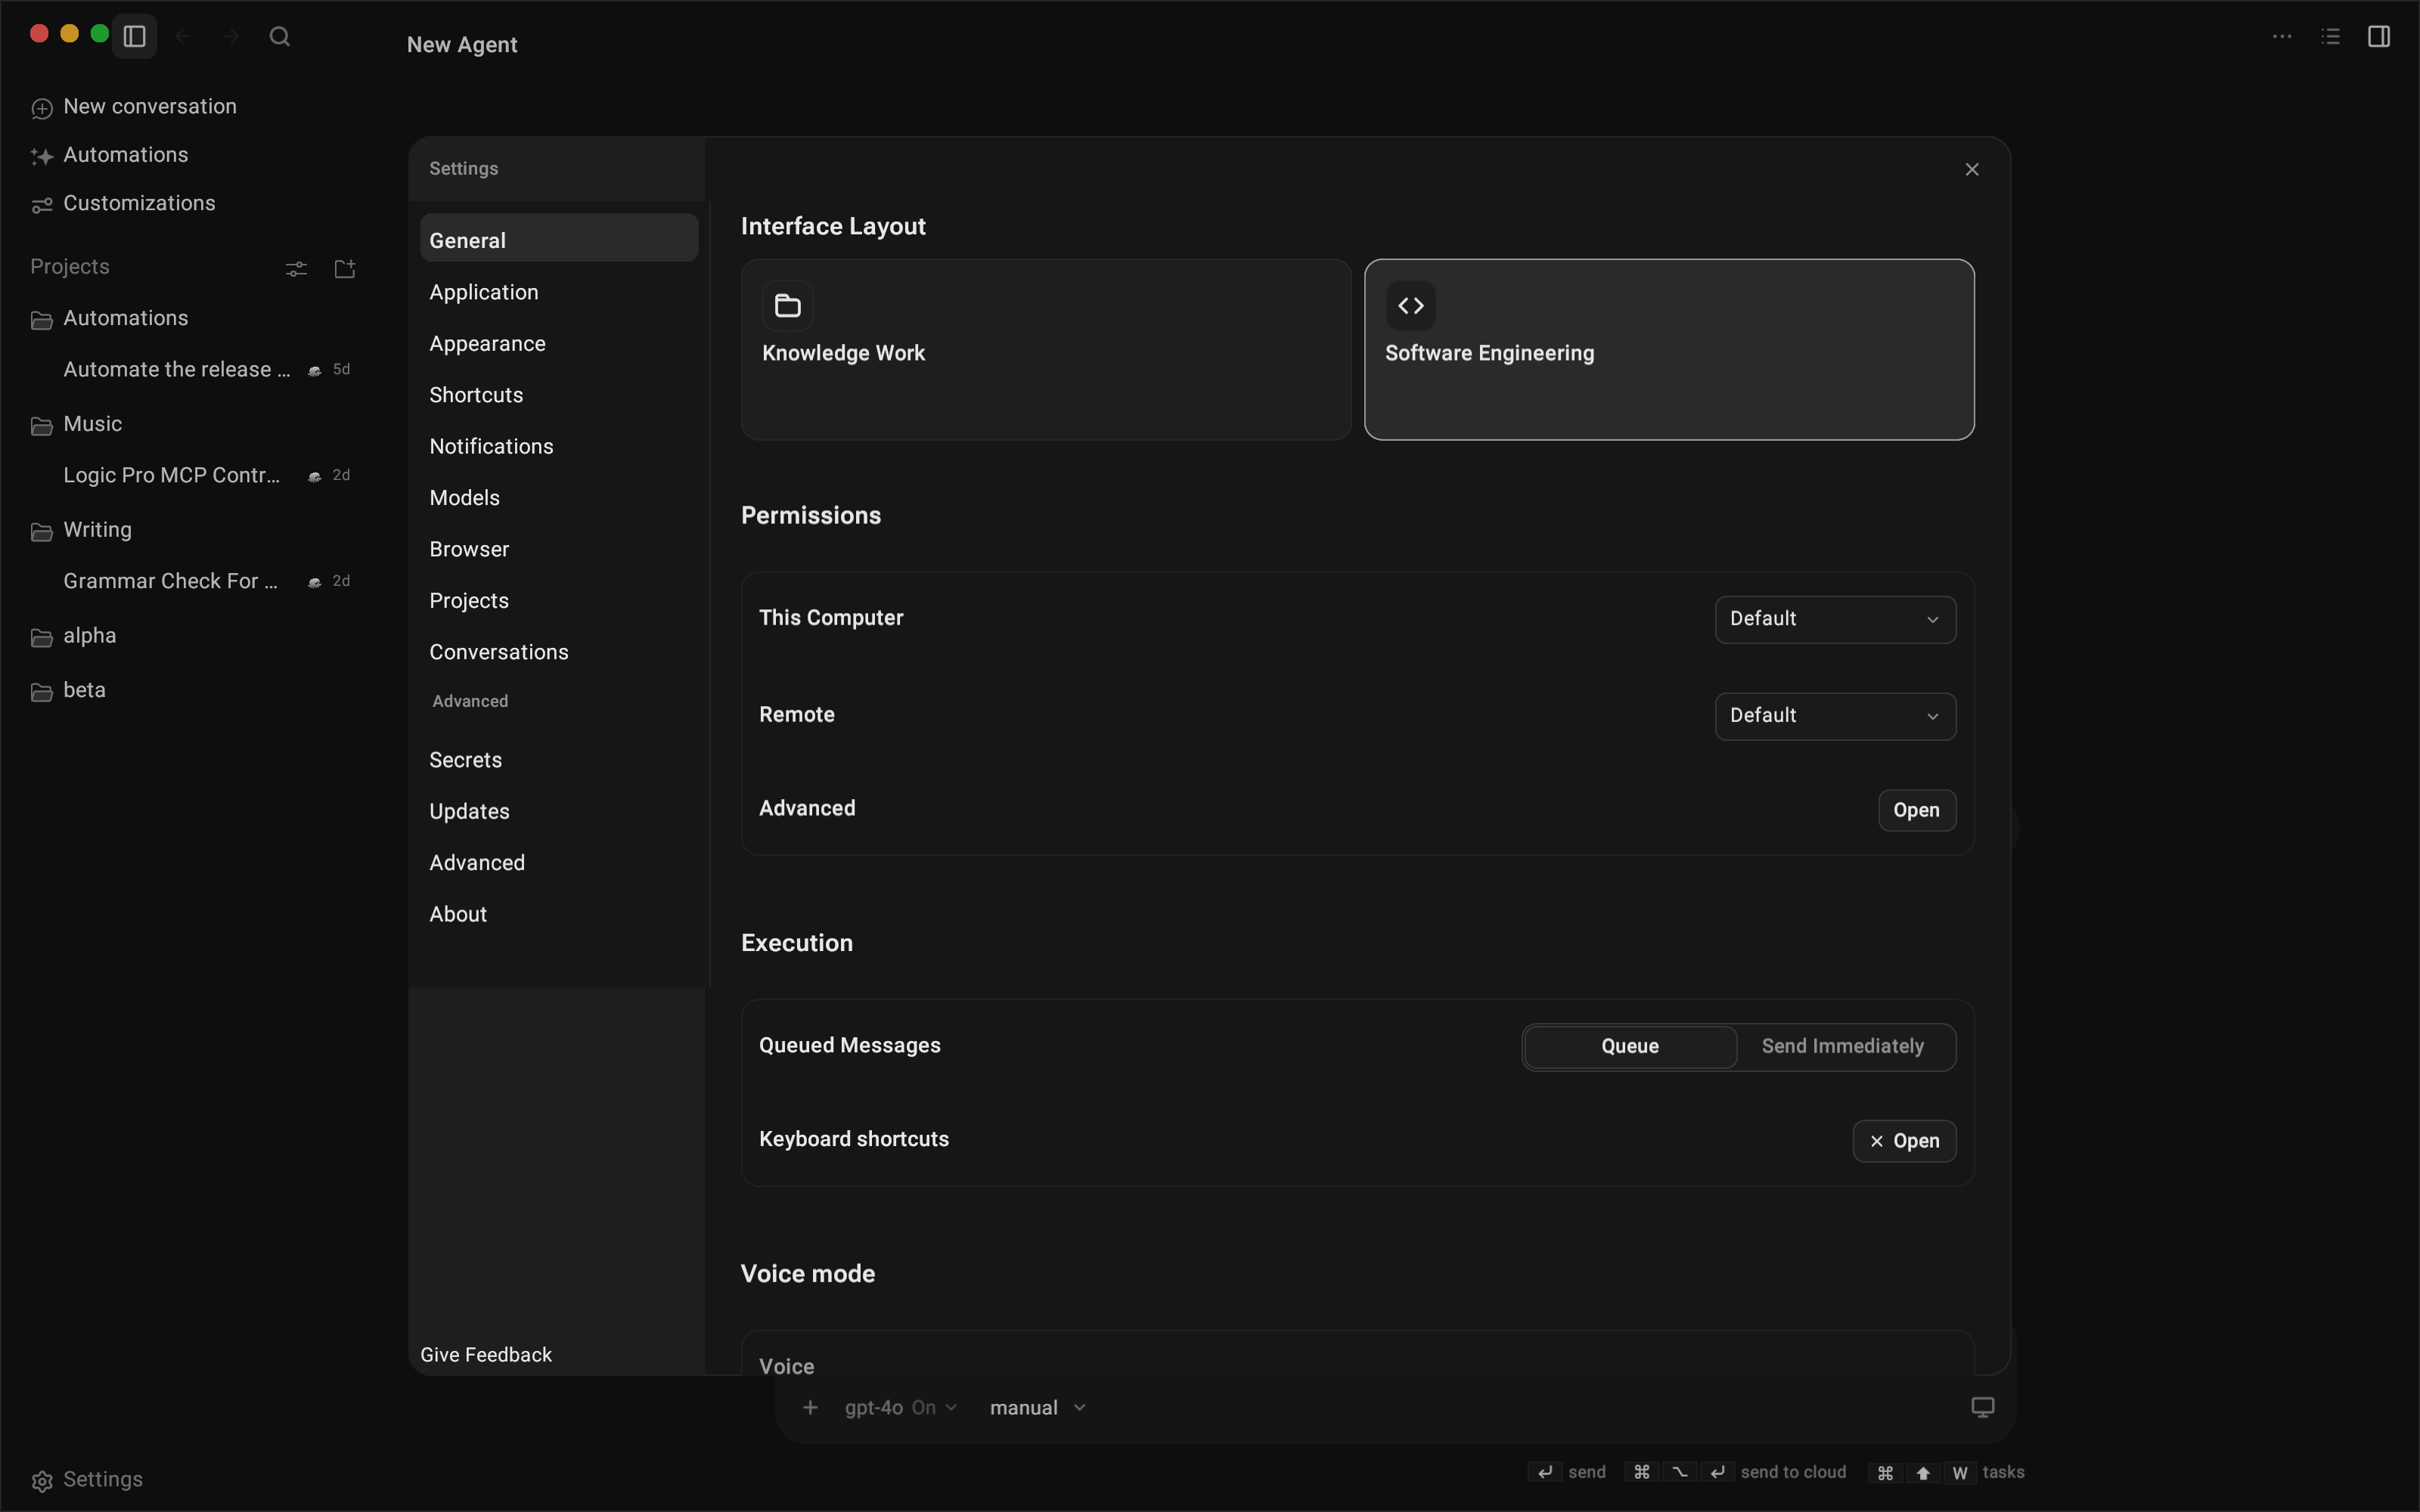 New Agent
New conversation
Automations
Customizations
Projects
Automations
Automate the release ... 5d
Music
Logic Pro MCP Contr... 2d
Writing
Grammar Check For ... 2d
alpha
beta
Settings
Settings
General
Application
Appearance
Shortcuts
Notifications
Models
Browser
Projects
Conversations
Advanced
Secrets
Updates
Advanced
About
Give Feedback
Interface Layout
Knowledge Work
Software Engineering
Permissions
This Computer Default
Remote Default
Advanced Open
Execution
Queued Messages Queue Send Immediately
Keyboard shortcuts Open
Voice mode
Voice
gpt-4o On manual
↵ send ⌘ ⌥ ↵ send to cloud ⌘ ⬆ W tasks